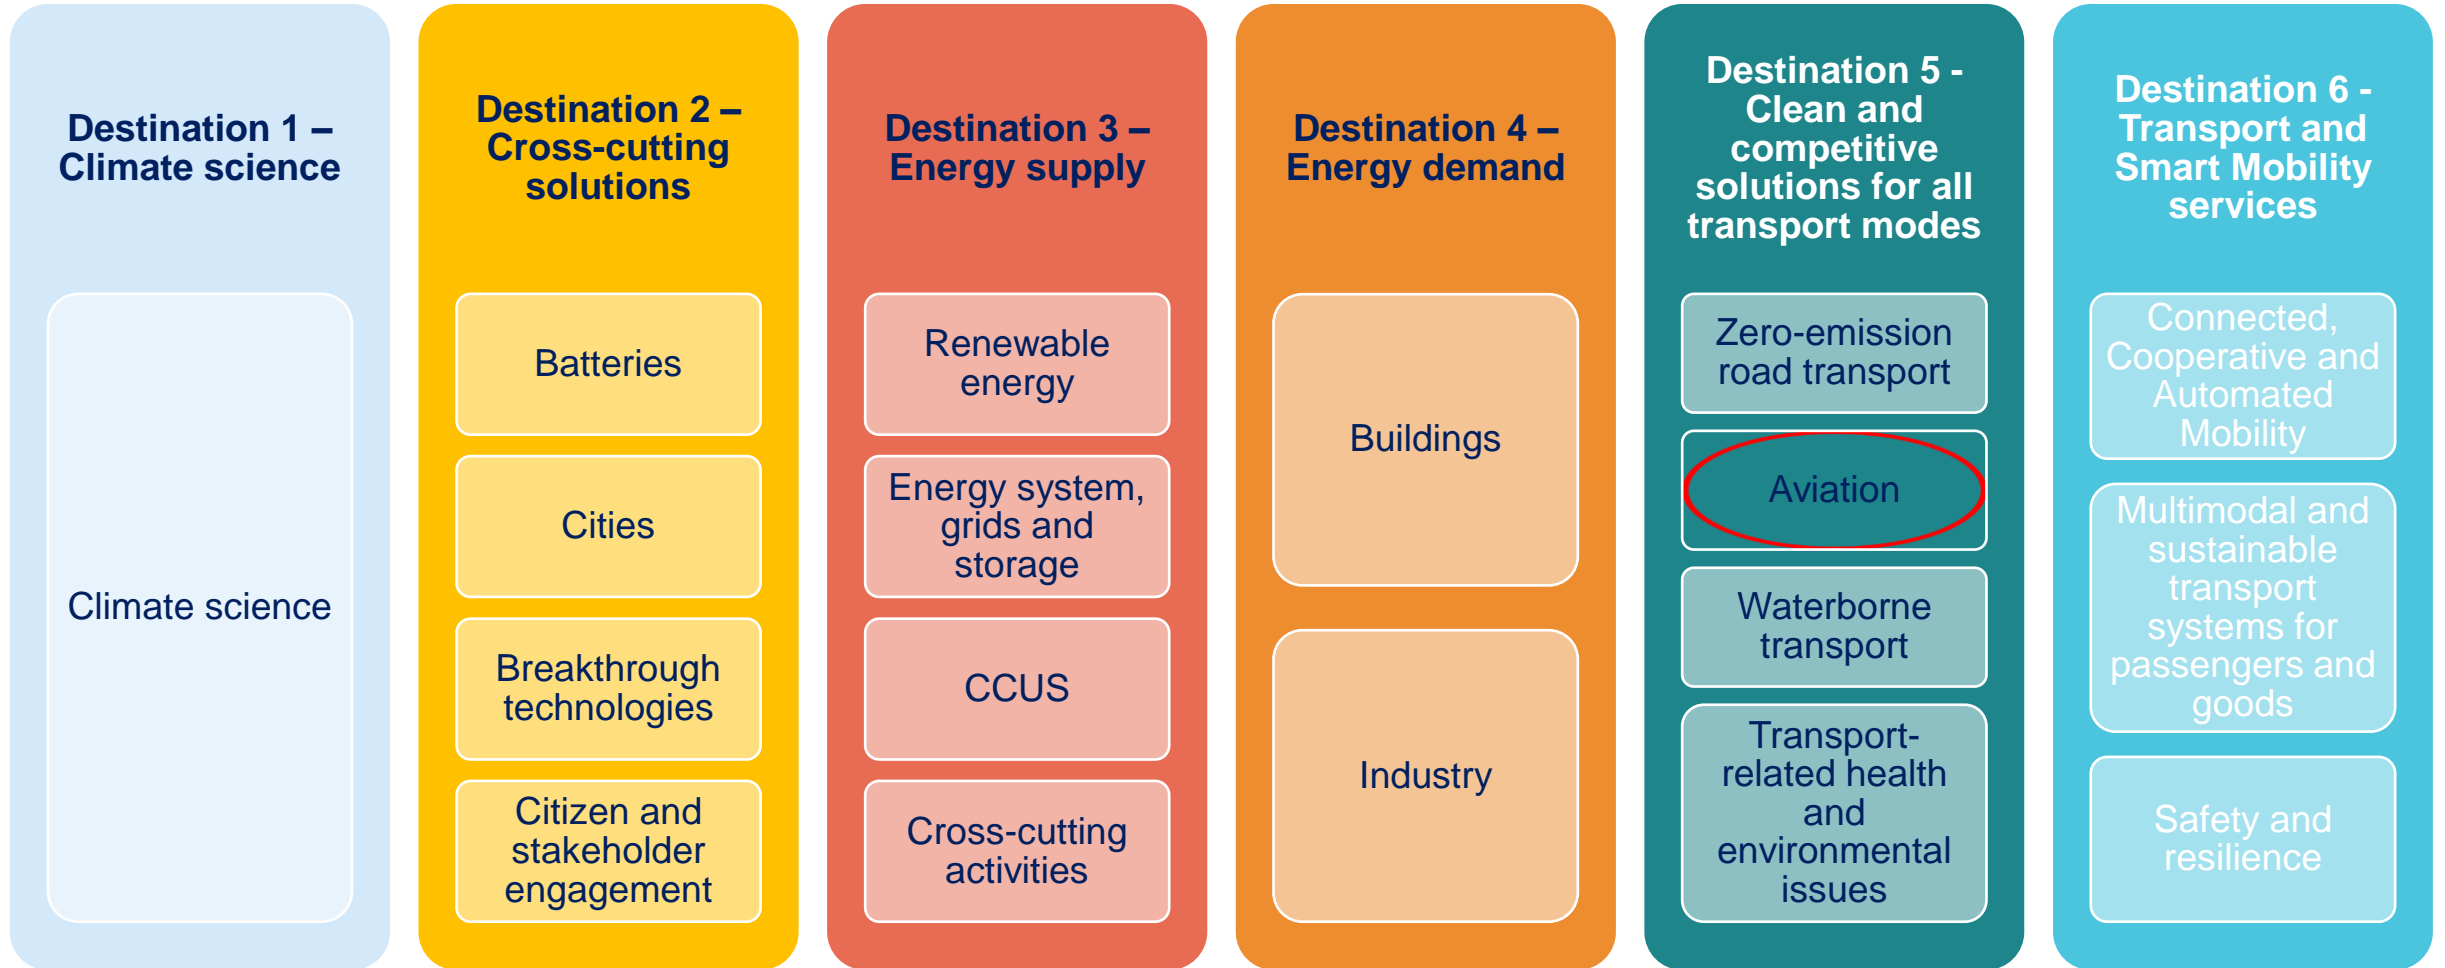 Destination 1 –
Climate science
Climate science
Destination 2 –
Cross-cutting
solutions
Batteries
Cities
Breakthrough
technologies
Citizen and
stakeholder
engagement
Destination 3 –
Energy supply
Renewable
energy
Energy system,
grids and
storage
CCUS
Cross-cutting
activities
Destination 4 –
Energy demand
Buildings
Industry
Destination 5 -
Clean and
competitive
solutions for all
transport modes
Zero-emission
road transport
Aviation
Waterborne
transport
Transport-
related health
and
environmental
issues
Destination 6 -
Transport and
Smart Mobility
services
Connected,
Cooperative and
Automated
Mobility
Multimodal and
sustainable
transport
systems for
passengers and
goods
Safety and
resilience